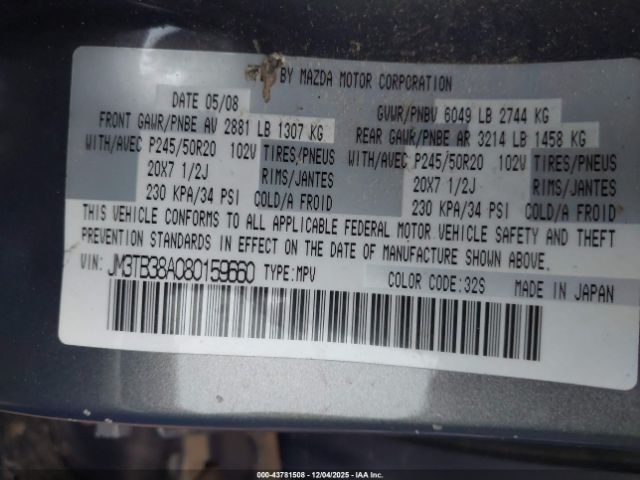 BY MAZDA MOTOR CORPORATION
DATE 05/08 GVWR/PNBV 6049 LB 2744 KG
FRONT GAWR/PNBE AV 2881 LB 1307 KG REAR GAWR/PNBE AR 3214 LB 1458 KG
WITH/AVEC P245/50R20 102V TIRES/PNEUS WITH/AVEC P245/50R20 102V TIRES/PNEUS
20X7 1/2J RIMS/JANTES 20X7 1/2J RIMS/JANTES
230 KPA/34 PSI COLD/A FROID 230 KPA/34 PSI COLD/A FROID
THIS VEHICLE CONFORMS TO ALL APPLICABLE FEDERAL MOTOR VEHICLE SAFETY AND THEFT
PREVENTION STANDARDS IN EFFECT ON THE DATE OF MANUFACTURE SHOWN ABOVE.
VIN: JM3TB38A080159660 TYPE: MPV COLOR CODE: 32S MADE IN JAPAN
000-43781508 - 12/04/2025 - IAA Inc.